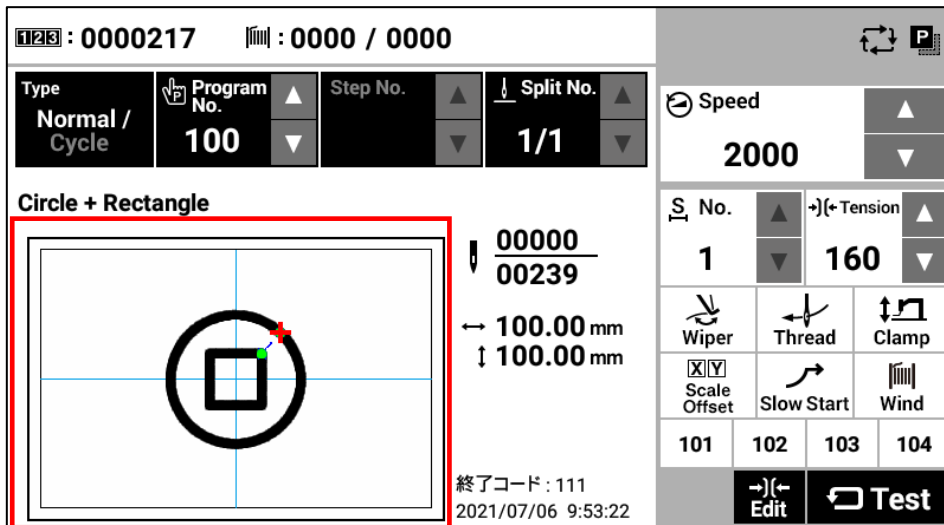 123 : 0000217 : 0000 / 0000
P
Type
Normal /
Cycle
P
Program
No.
100
Step No.
Split No.
1/1
Speed
2000
Circle + Rectangle
00000
00239
100.00 mm
100.00 mm
終了コード : 111
2021/07/06 9:53:22
S No.
1
Tension
160
Wiper
Thread
Clamp
X Y
Scale
Offset
Slow Start
Wind
101 102 103 104
Edit
Test